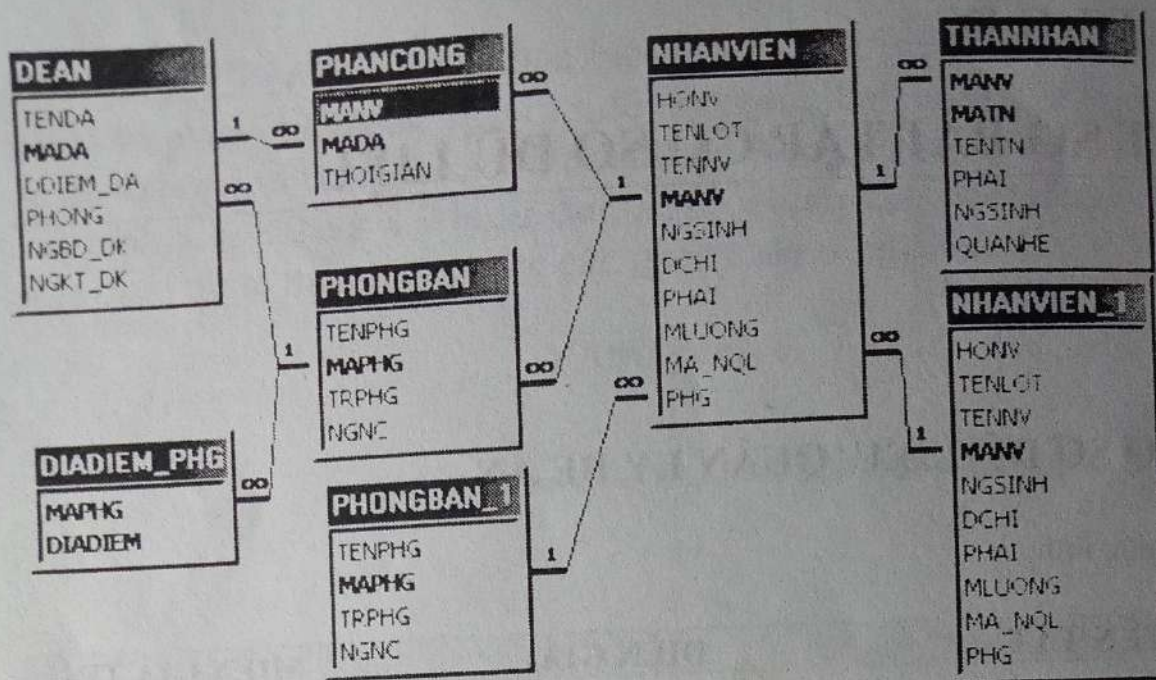 DEAN
TENDA
MADA
DDIEM_DA
PHONG
NGBD_DK
NGKT_DK
1
∞
∞
PHANCONG
MANV
MADA
THOIGIAN
∞
NHANVIEN
HONV
TENLOT
TENNV
MANV
NGSINH
DCHI
PHAI
MLUONG
MA_NQL
PHG
1
1
∞
THANNHAN
MANV
MATN
TENTN
PHAI
NGSINH
QUANHE
∞
PHONGBAN
TENPHG
MAPHG
TRPHG
NGNC
1
∞
∞
NHANVIEN_1
HONV
TENLOT
TENNV
MANV
NGSINH
DCHI
PHAI
MLUONG
MA_NQL
PHG
1
DIADIEM_PHG
MAPHG
DIADIEM
∞
PHONGBAN_1
TENPHG
MAPHG
TRPHG
NGNC
1